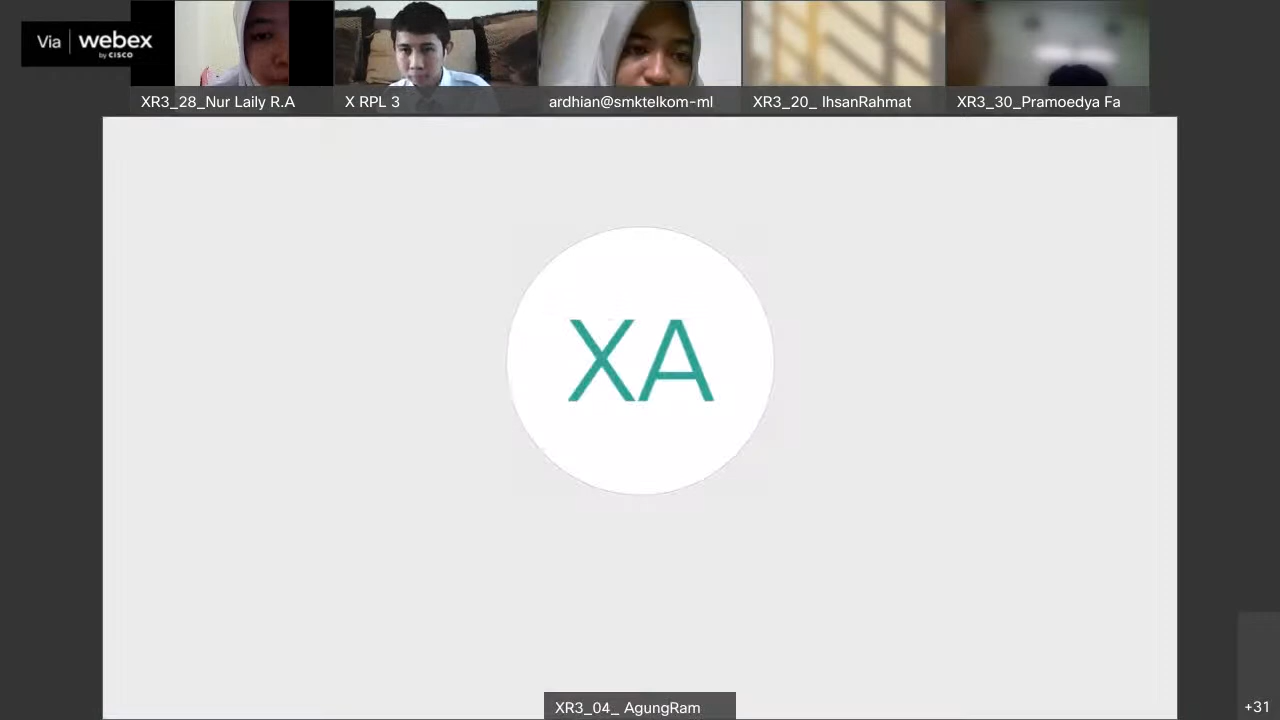 Via webex
by CISCO
XR3_28_Nur Laily R.A
X RPL 3
ardhian@smktelkom-ml
XR3_20_ IhsanRahmat
XR3_30_Pramoedya Fa
XA
XR3_04_ AgungRam
+31